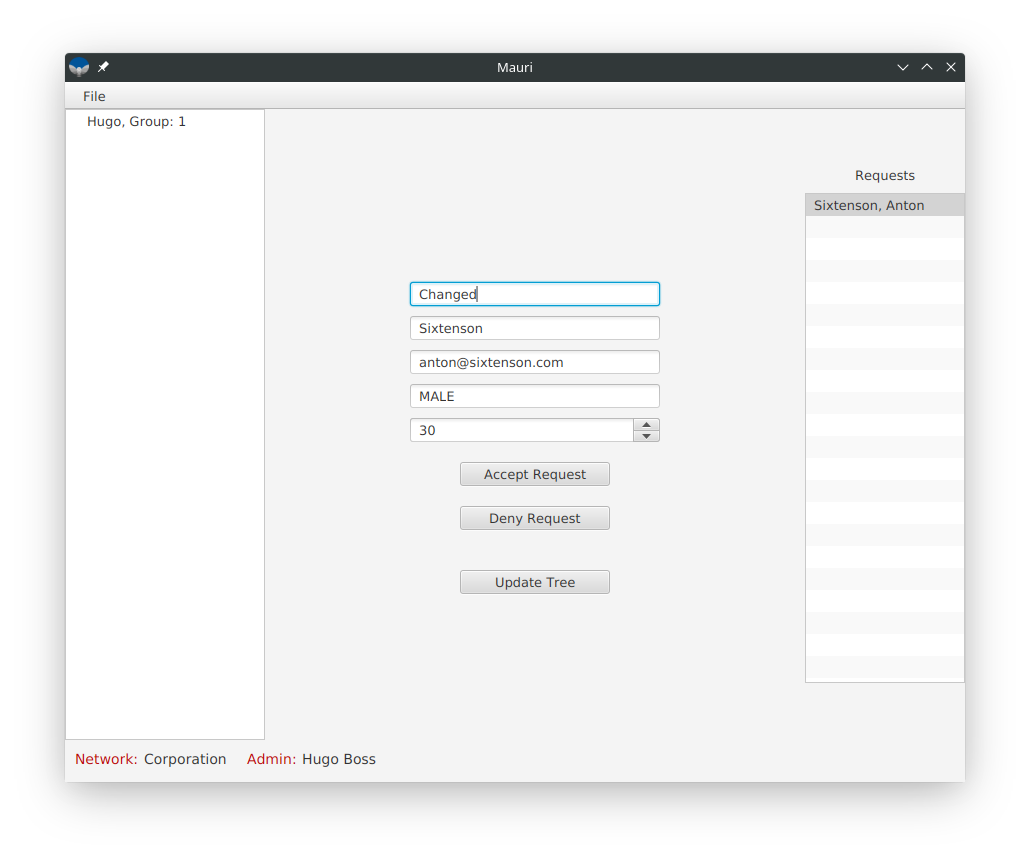 Mauri
File
Hugo, Group: 1
Requests
Sixtenson, Anton
Changed
Sixtenson
anton@sixtenson.com
MALE
30
Accept Request
Deny Request
Update Tree
Network: Corporation Admin: Hugo Boss